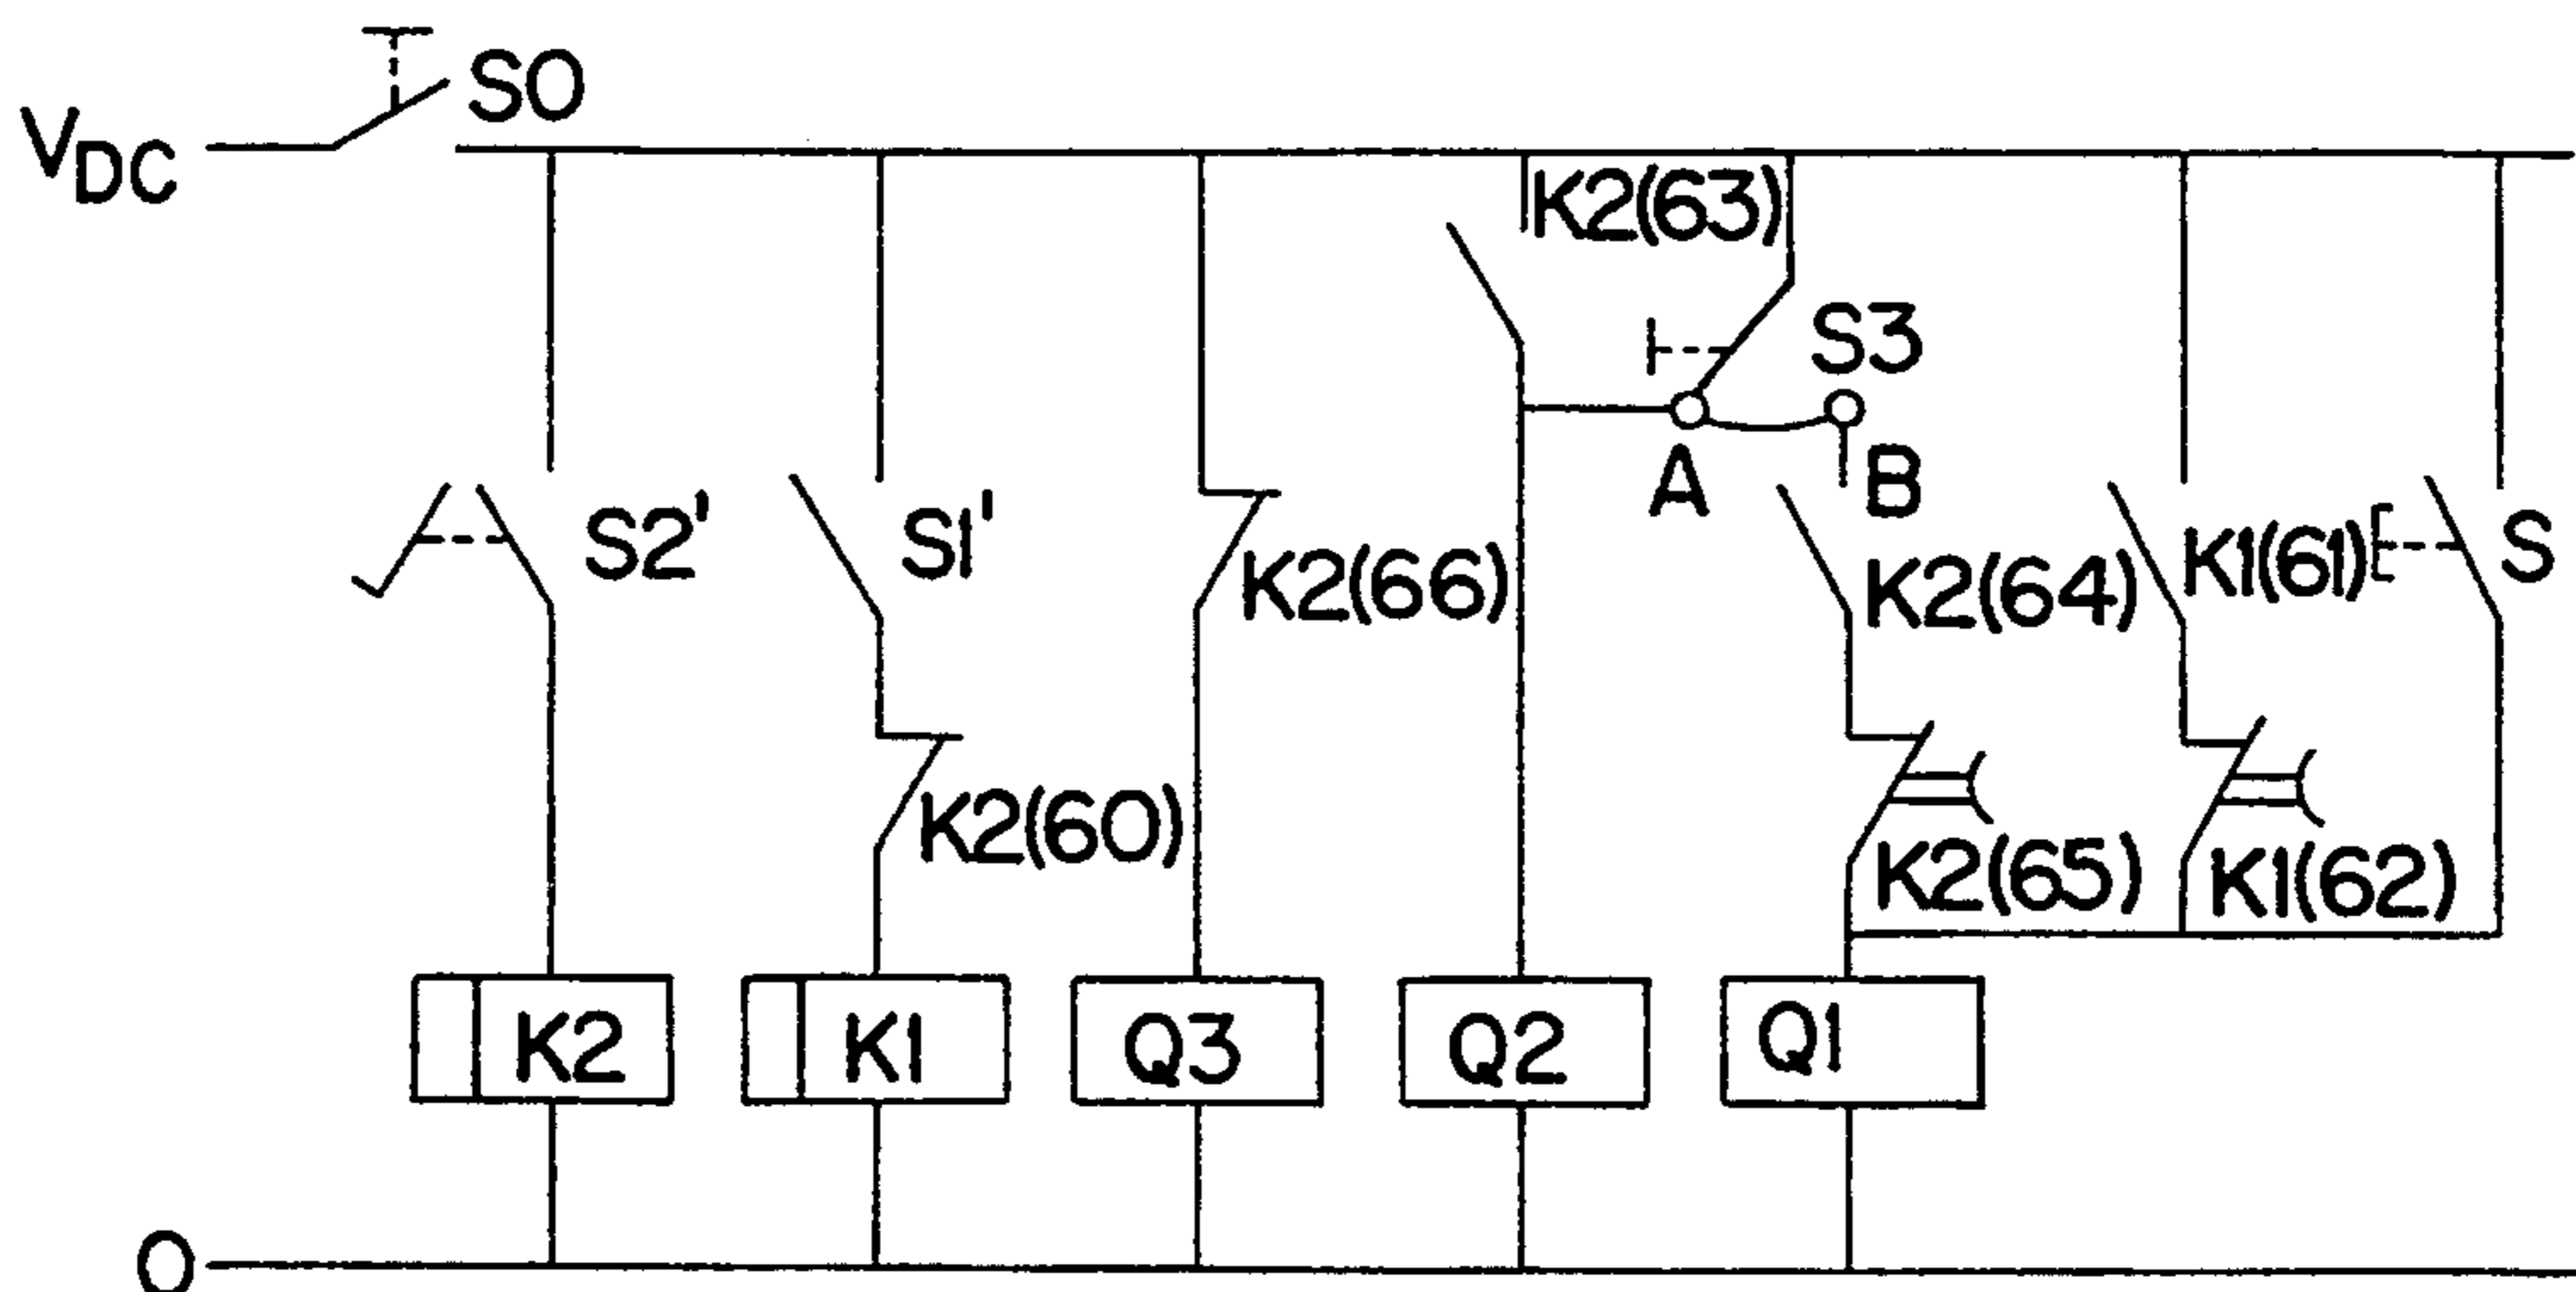 VDC
S0
K2(63)
S3
A
B
S2'
S1'
K2(66)
K2(64)
K1(61)
S
K2(60)
K2(65)
K1(62)
K2
K1
Q3
Q2
Q1
0